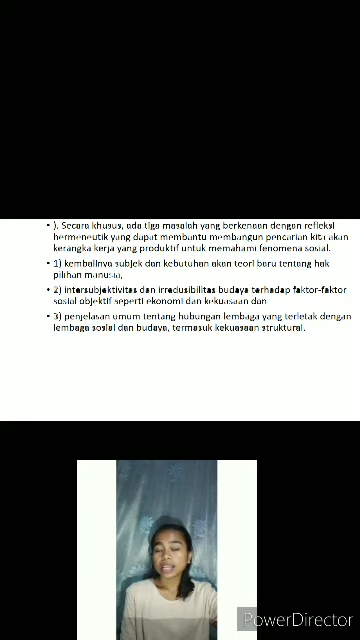 • ). Secara khusus, ada tiga masalah yang berkenaan dengan refleksi
hermeneutik yang dapat membantu membangun pencarian kita akan
kerangka kerja yang produktif untuk memahami fenomena sosial.
• 1) kembalinya subjek dan kebutuhan akan teori baru tentang hak
pilihan manusia,
• 2) intersubjektivitas dan irredusibilitas budaya terhadap faktor-faktor
sosial objektif seperti ekonomi dan kekuasaan dan
• 3) penjelasan umum tentang hubungan lembaga yang terletak dengan
lembaga sosial dan budaya, termasuk kekuasaan struktural.
PowerDirector